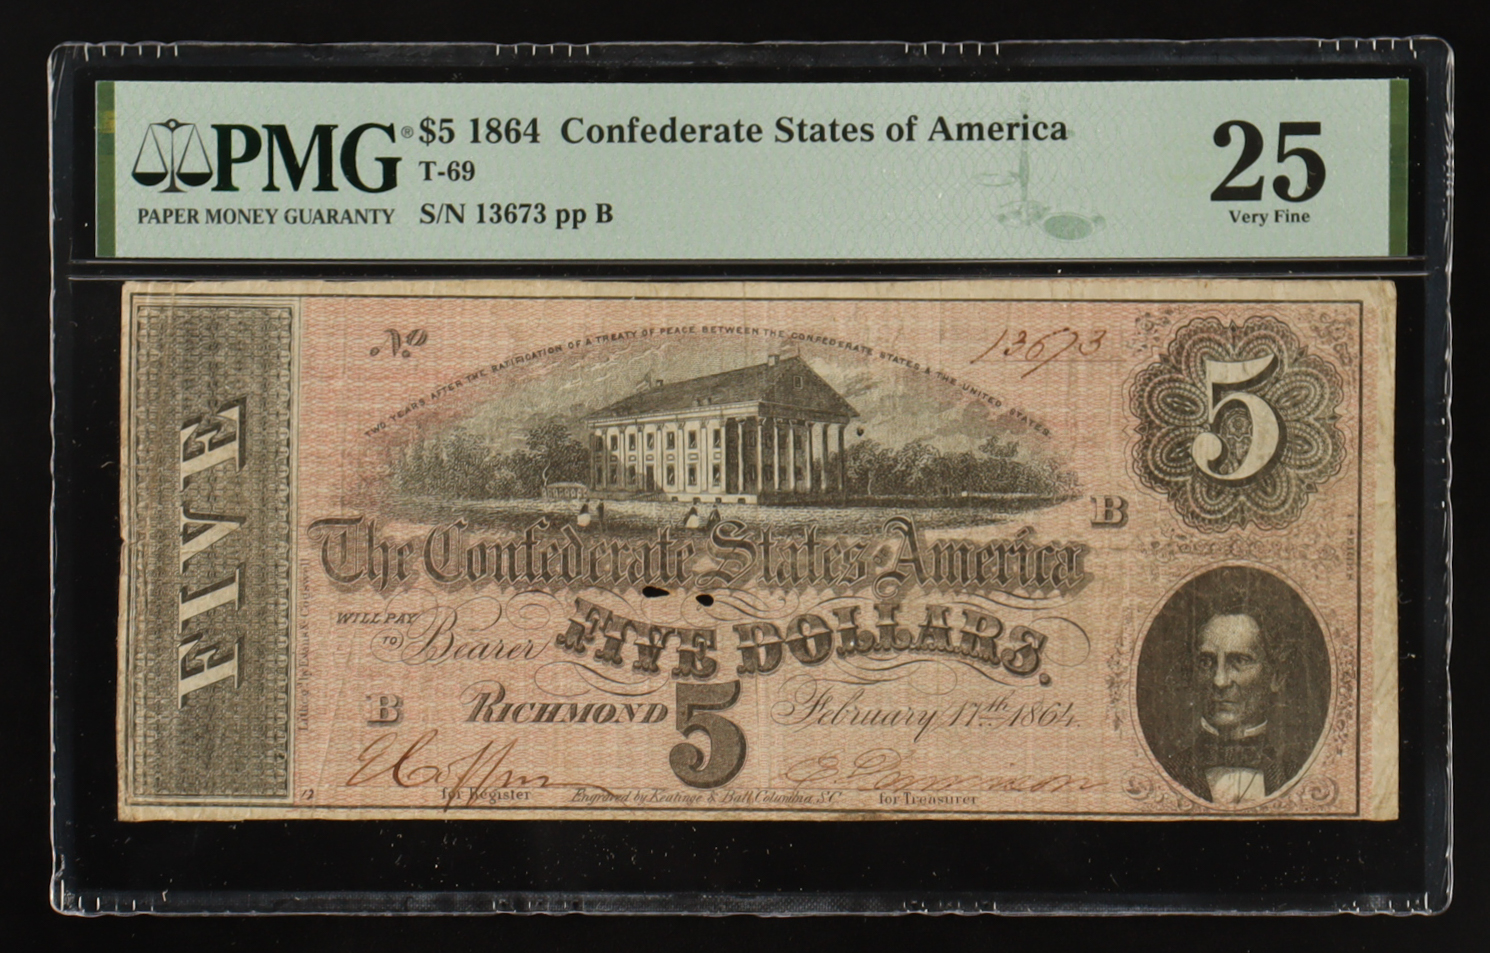 PMG®
PAPER MONEY GUARANTY
$5 1864 Confederate States of America
T-69
S/N 13673 pp B
25
Very Fine
FIVE
No
TWO YEARS AFTER THE RATIFICATION OF A TREATY OF PEACE BETWEEN THE CONFEDERATE STATES & THE UNITED STATES
13673
5
B
The Confederate States of America
WILL PAY
TO Bearer FIVE DOLLARS.
B RICHMOND 5 February 17th 1864.
12
for Register
Engraved by Keatinge & Ball, Columbia, S.C.
for Treasurer